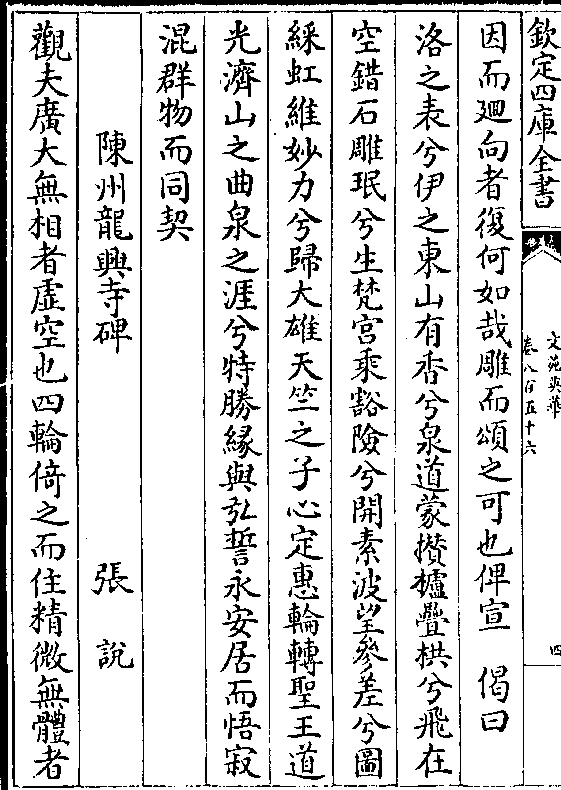 欽定四庫全書
文苑英華
卷八百五十六
四
因而廻向者復何如哉雕而頌之可也俾宣　偈曰
洛之表兮伊之東山有香兮泉道蒙攅櫨疊栱兮飛在
空錯石雕珉兮生梵宫乘豁險兮開素波望參差兮圖
綵虹維妙力兮歸大雄天竺之子心定惠輪轉聖王道
光濟山之曲泉之涯兮特勝縁與弘誓永安居而悟寂
混群物而同契
陳州龍興寺碑　張說
觀夫廣大無相者虛空也四輪倚之而住精微無體者